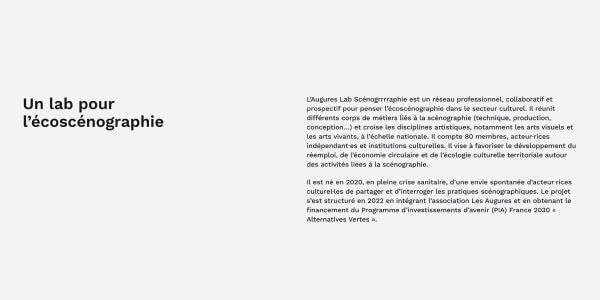 Un lab pour
l'écoscénographie
L'Augures Lab Scénogrrrraphie est un réseau professionnel, collaboratif et
prospectif pour penser l'écoscénographie dans le secteur culturel. Il réunit
différents corps de métiers liés à la scénographie (technique, production,
conception...) et croise les disciplines artistiques, notamment les arts visuels et
les arts vivants, à l'échelle nationale. Il compte 80 membres, acteur·rices
indépendant·es et institutions culturelles. Il vise à favoriser le développement du
réemploi, de l'économie circulaire et de l'écologie culturelle territoriale autour
des activités liées à la scénographie.
Il est né en 2020, en pleine crise sanitaire, d'une envie spontanée d'acteur·rices
culturel·les de partager et d'interroger les pratiques scénographiques. Le projet
s'est structuré en 2022 en intégrant l'association Les Augures et en obtenant le
financement du Programme d'investissements d'avenir (PIA) France 2030 «
Alternatives Vertes ».